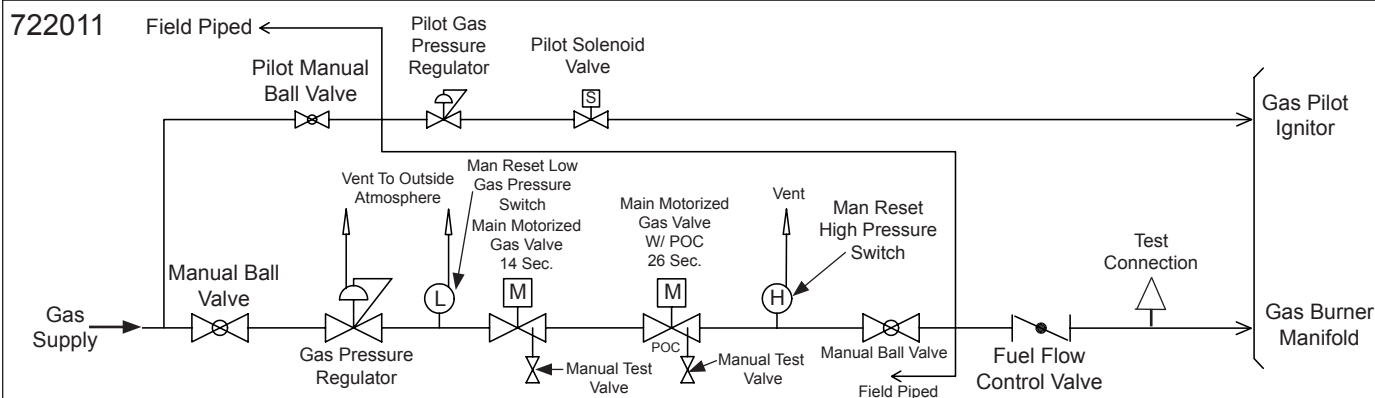 722011
Field Piped
Pilot Gas
Pressure
Regulator
Pilot Solenoid
Valve
Pilot Manual
Ball Valve
S
Gas Pilot
Ignitor
Vent To Outside
Atmosphere
Man Reset Low
Gas Pressure
Switch
Main Motorized
Gas Valve
14 Sec.
Main Motorized
Gas Valve
W/ POC
26 Sec.
Vent
Man Reset
High Pressure
Switch
Test
Connection
Manual Ball
Valve
L
M
M
H
Gas
Supply
Gas Pressure
Regulator
Manual Test
Valve
POC
Manual Test
Valve
Manual Ball Valve
Field Piped
Fuel Flow
Control Valve
Gas Burner
Manifold